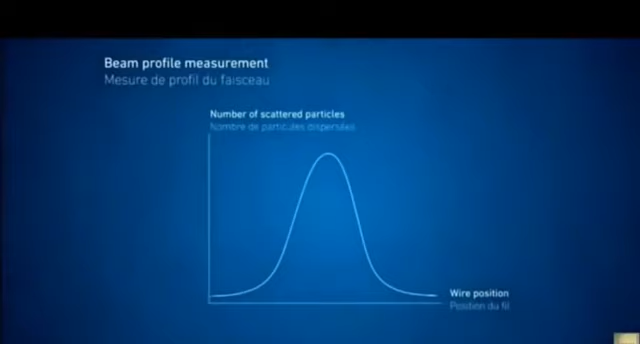 Beam profile measurement
Mesure de profil du faisceau
Number of scattered particles
Nombre de particules dispersées
Wire position
Position du fil